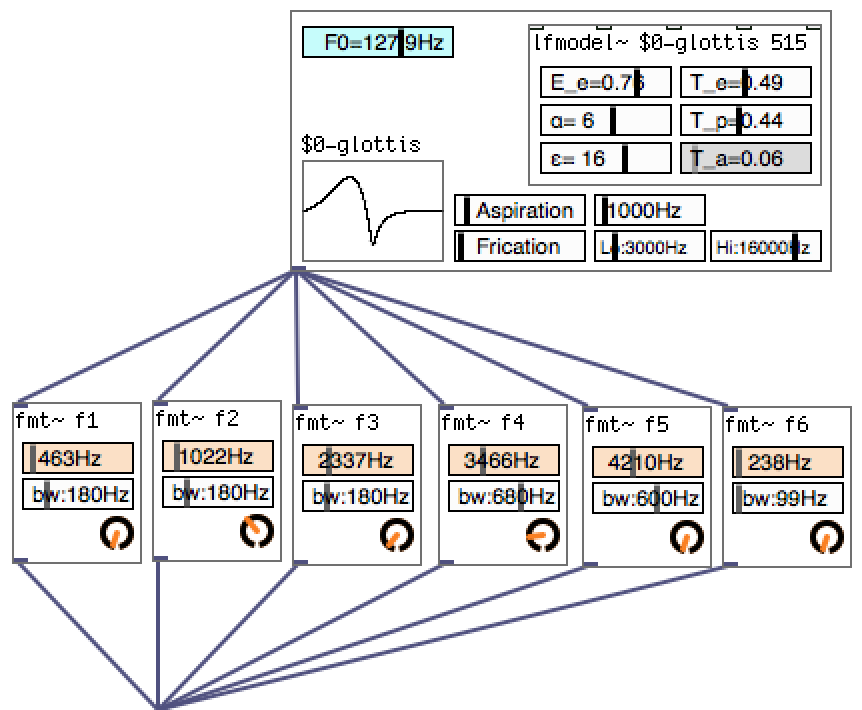 F0=127.9Hz
lfmodel~ $0-glottis 515
E_e=0.76
T_e=0.49
α= 6
T_p=0.44
ε= 16
T_a=0.06
$0-glottis
Aspiration
1000Hz
Frication
Lo:3000Hz
Hi:16000Hz
fmt~ f1
463Hz
bw:180Hz
fmt~ f2
1022Hz
bw:180Hz
fmt~ f3
2337Hz
bw:180Hz
fmt~ f4
3466Hz
bw:680Hz
fmt~ f5
4210Hz
bw:600Hz
fmt~ f6
238Hz
bw:99Hz